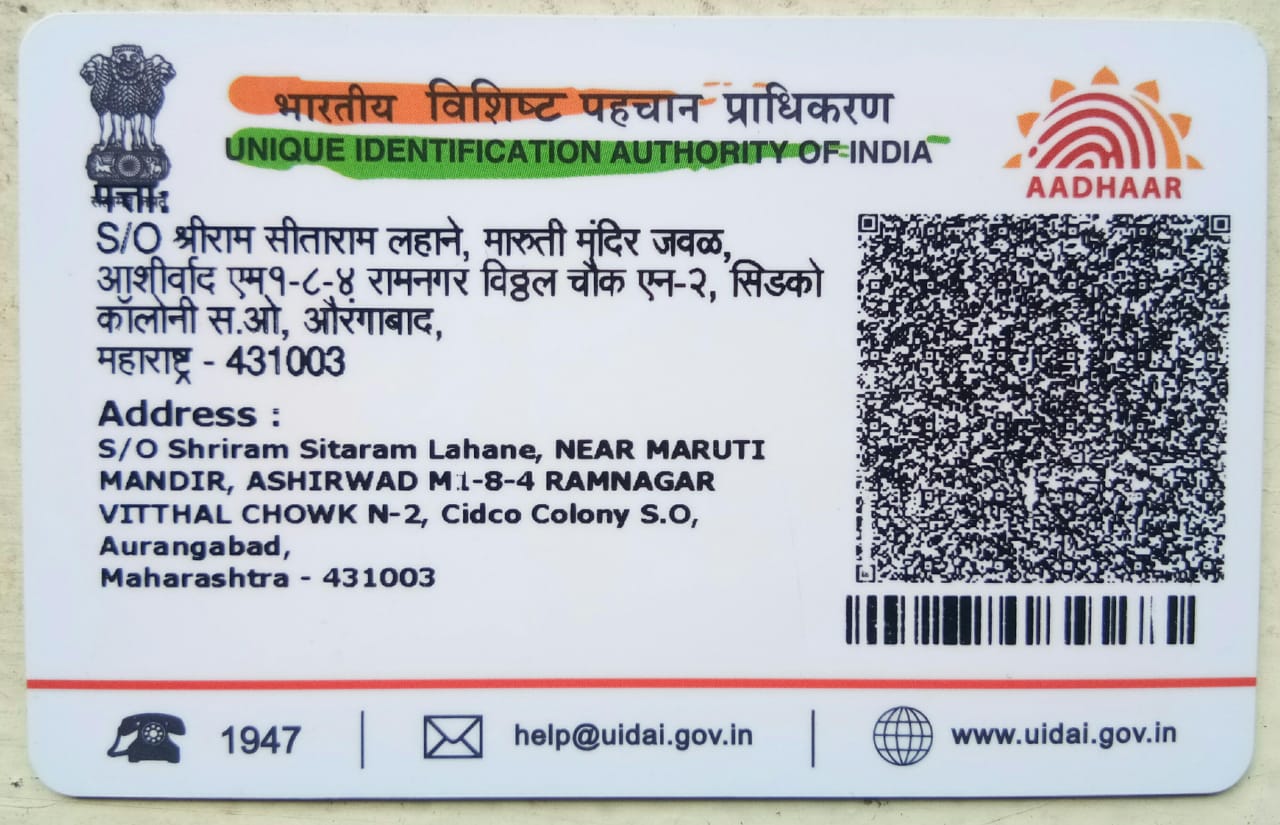 भारतीय विशिष्ट पहचान प्राधिकरण
UNIQUE IDENTIFICATION AUTHORITY OF INDIA
AADHAAR
पत्ता:
S/O श्रीराम सीताराम लहाने, मारुती मंदिर जवळ,
आशीर्वाद एम१-८-४ रामनगर विठ्ठल चौक एन-२, सिडको
कॉलोनी स.ओ, औरंगाबाद,
महाराष्ट्र - 431003
Address :
S/O Shriram Sitaram Lahane, NEAR MARUTI
MANDIR, ASHIRWAD M1-8-4 RAMNAGAR
VITTHAL CHOWK N-2, Cidco Colony S.O,
Aurangabad,
Maharashtra - 431003
1947
help@uidai.gov.in
www.uidai.gov.in